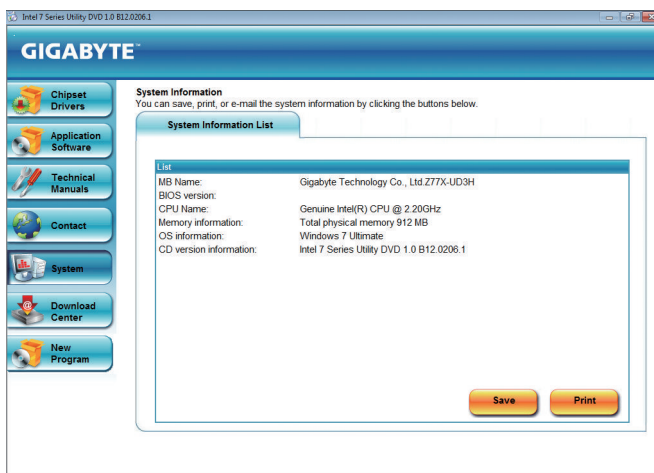 Intel 7 Series Utility DVD 1.0 B12.0206.1
GIGABYTE™
Chipset
Drivers
Application
Software
Technical
Manuals
Contact
System
Download
Center
New
Program
System Information
You can save, print, or e-mail the system information by clicking the buttons below.
System Information List
List
MB Name: Gigabyte Technology Co., Ltd.Z77X-UD3H
BIOS version:
CPU Name: Genuine Intel(R) CPU @ 2.20GHz
Memory information: Total physical memory 912 MB
OS information: Windows 7 Ultimate
CD version information: Intel 7 Series Utility DVD 1.0 B12.0206.1
Save Print